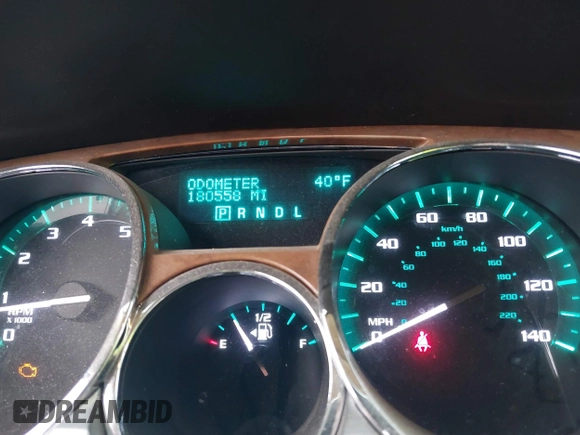 ODOMETER 40°F
180558 MI
P R N D L
0 1 2 3 4 5
RPM
X 1000
E 1/2 F
0 20 40 60 80 100 120 140
MPH
km/h
20 40 60 80 100 120 140 160 180 200 220
DREAMBID